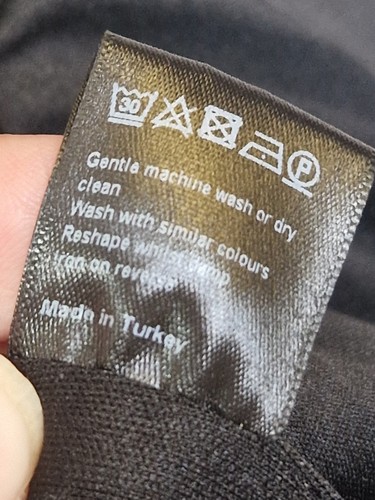 30
P
Gentle machine wash or dry
clean
Wash with similar colours
Reshape whilst damp
Iron on reverse
Made in Turkey